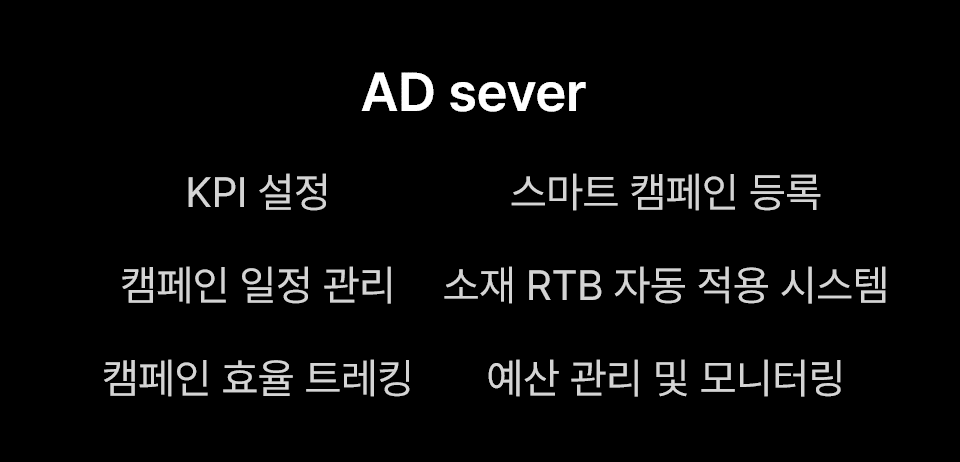 AD sever
KPI 설정
스마트 캠페인 등록
캠페인 일정 관리
소재 RTB 자동 적용 시스템
캠페인 효율 트레킹
예산 관리 및 모니터링